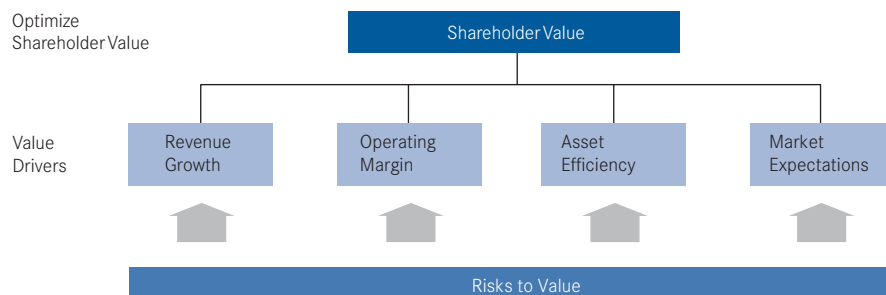 Optimize
Shareholder Value
Shareholder Value
Value
Drivers
Revenue
Growth
Operating
Margin
Asset
Efficiency
Market
Expectations
Risks to Value